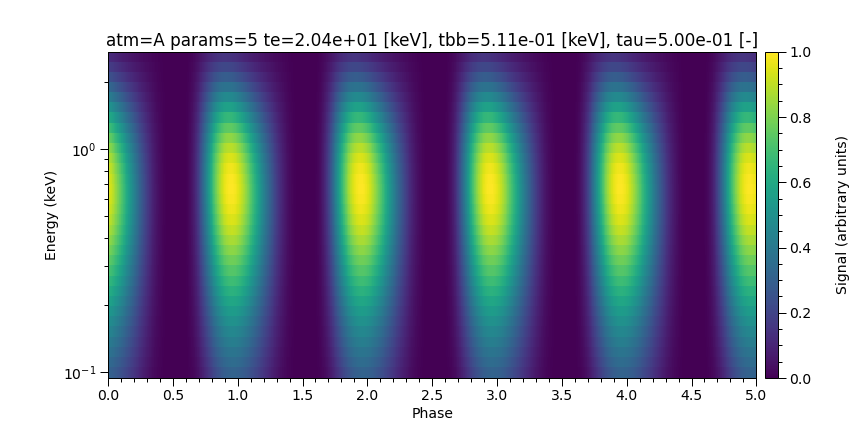 atm=A params=5 te=2.04e+01 [keV], tbb=5.11e-01 [keV], tau=5.00e-01 [-]
Energy (keV)
10⁰
10⁻¹
0.0 0.5 1.0 1.5 2.0 2.5 3.0 3.5 4.0 4.5 5.0
Phase
1.0
0.8
0.6
0.4
0.2
0.0
Signal (arbitrary units)